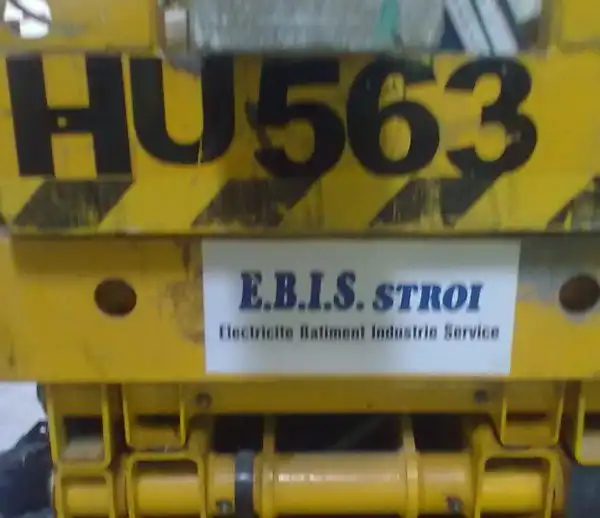 HU563
E.B.I.S. STROI
Electricite Batiment Industrie Service